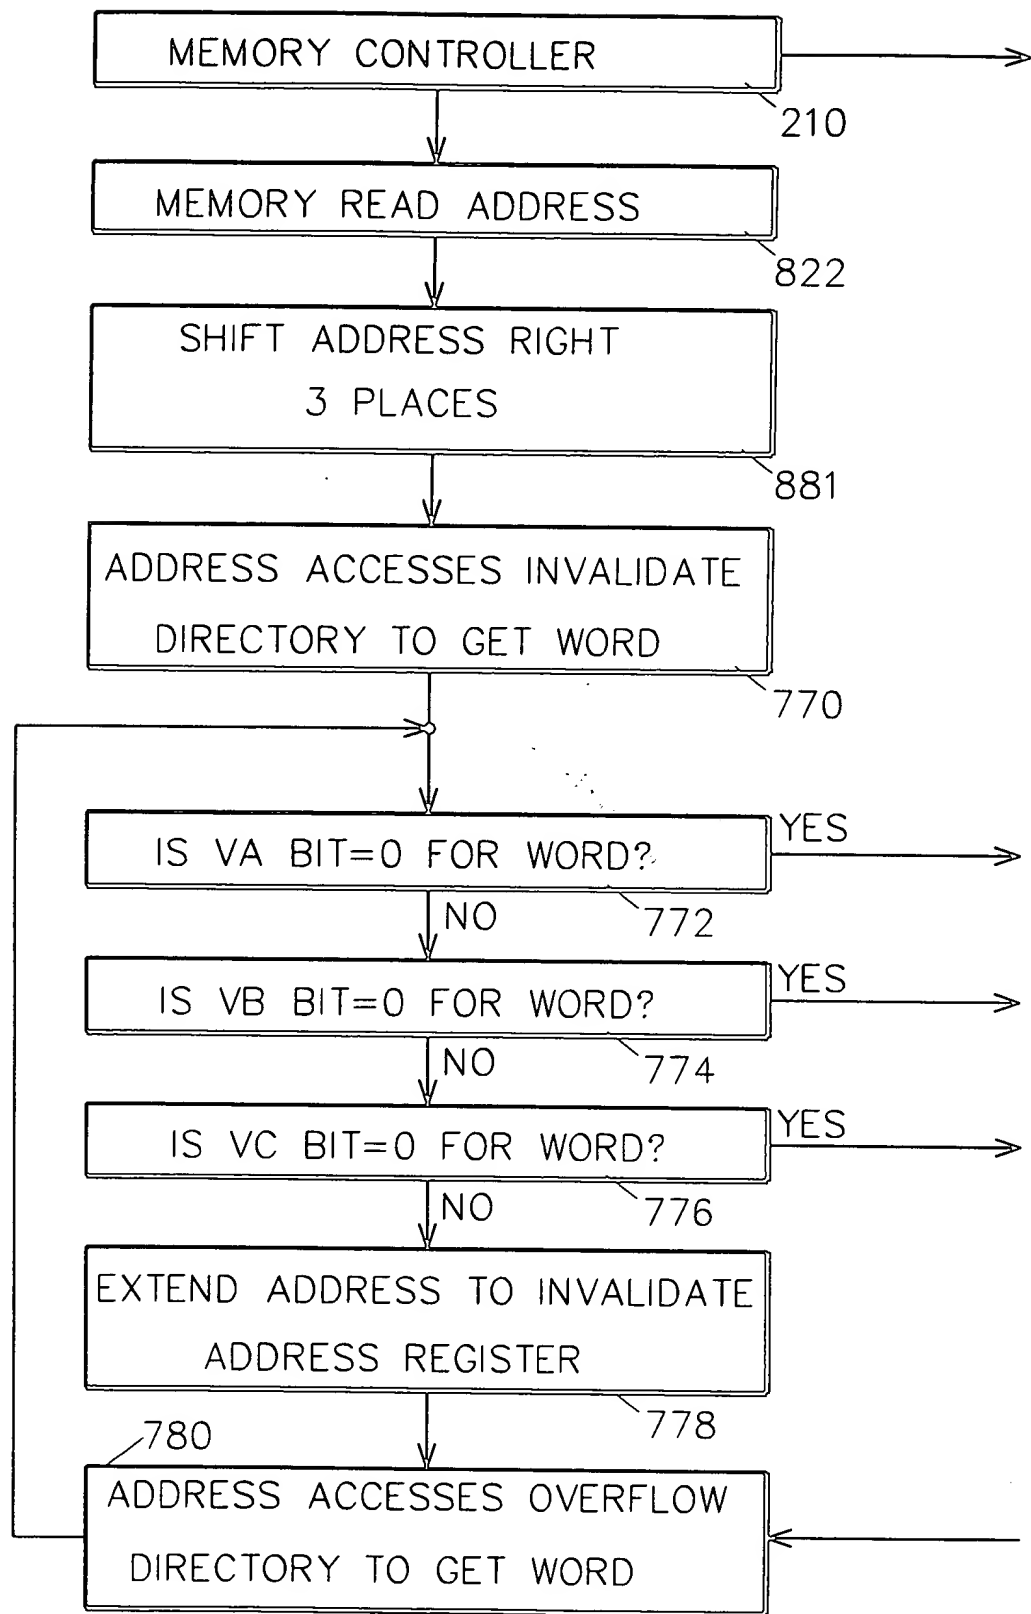 MEMORY CONTROLLER
210
MEMORY READ ADDRESS
822
SHIFT ADDRESS RIGHT
3 PLACES
881
ADDRESS ACCESSES INVALIDATE
DIRECTORY TO GET WORD
770
IS VA BIT=0 FOR WORD?
YES
772
NO
IS VB BIT=0 FOR WORD?
YES
774
NO
IS VC BIT=0 FOR WORD?
YES
776
NO
EXTEND ADDRESS TO INVALIDATE
ADDRESS REGISTER
778
780
ADDRESS ACCESSES OVERFLOW
DIRECTORY TO GET WORD